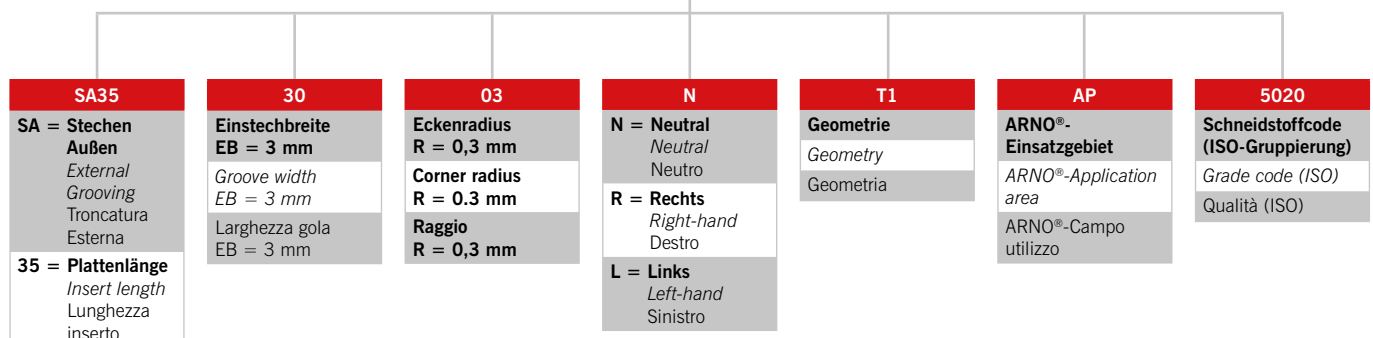 SA35
SA = Stechen
Außen
External
Grooving
Troncatura
Esterna
35 = Plattenlänge
Insert length
Lunghezza
inserto
30
Einstechbreite
EB = 3 mm
Groove width
EB = 3 mm
Larghezza gola
EB = 3 mm
03
Eckenradius
R = 0,3 mm
Corner radius
R = 0.3 mm
Raggio
R = 0,3 mm
N
N = Neutral
Neutral
Neutro
R = Rechts
Right-hand
Destro
L = Links
Left-hand
Sinistro
T1
Geometrie
Geometry
Geometria
AP
ARNO®-
Einsatzgebiet
ARNO®-Application
area
ARNO®-Campo
utilizo
5020
Schneidstoffcode
(ISO-Gruppierung)
Grade code (ISO)
Qualità (ISO)